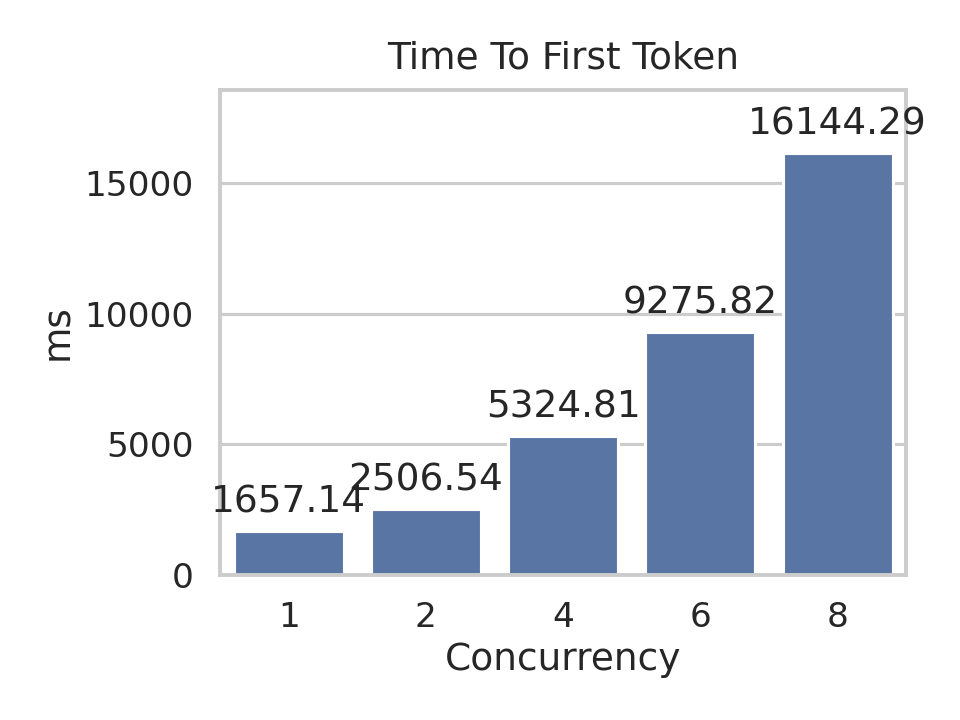 Time To First Token
16144.29
15000
9275.82
10000
ms
5324.81
5000
2506.54
1657.14
0
1 2 4 6 8
Concurrency